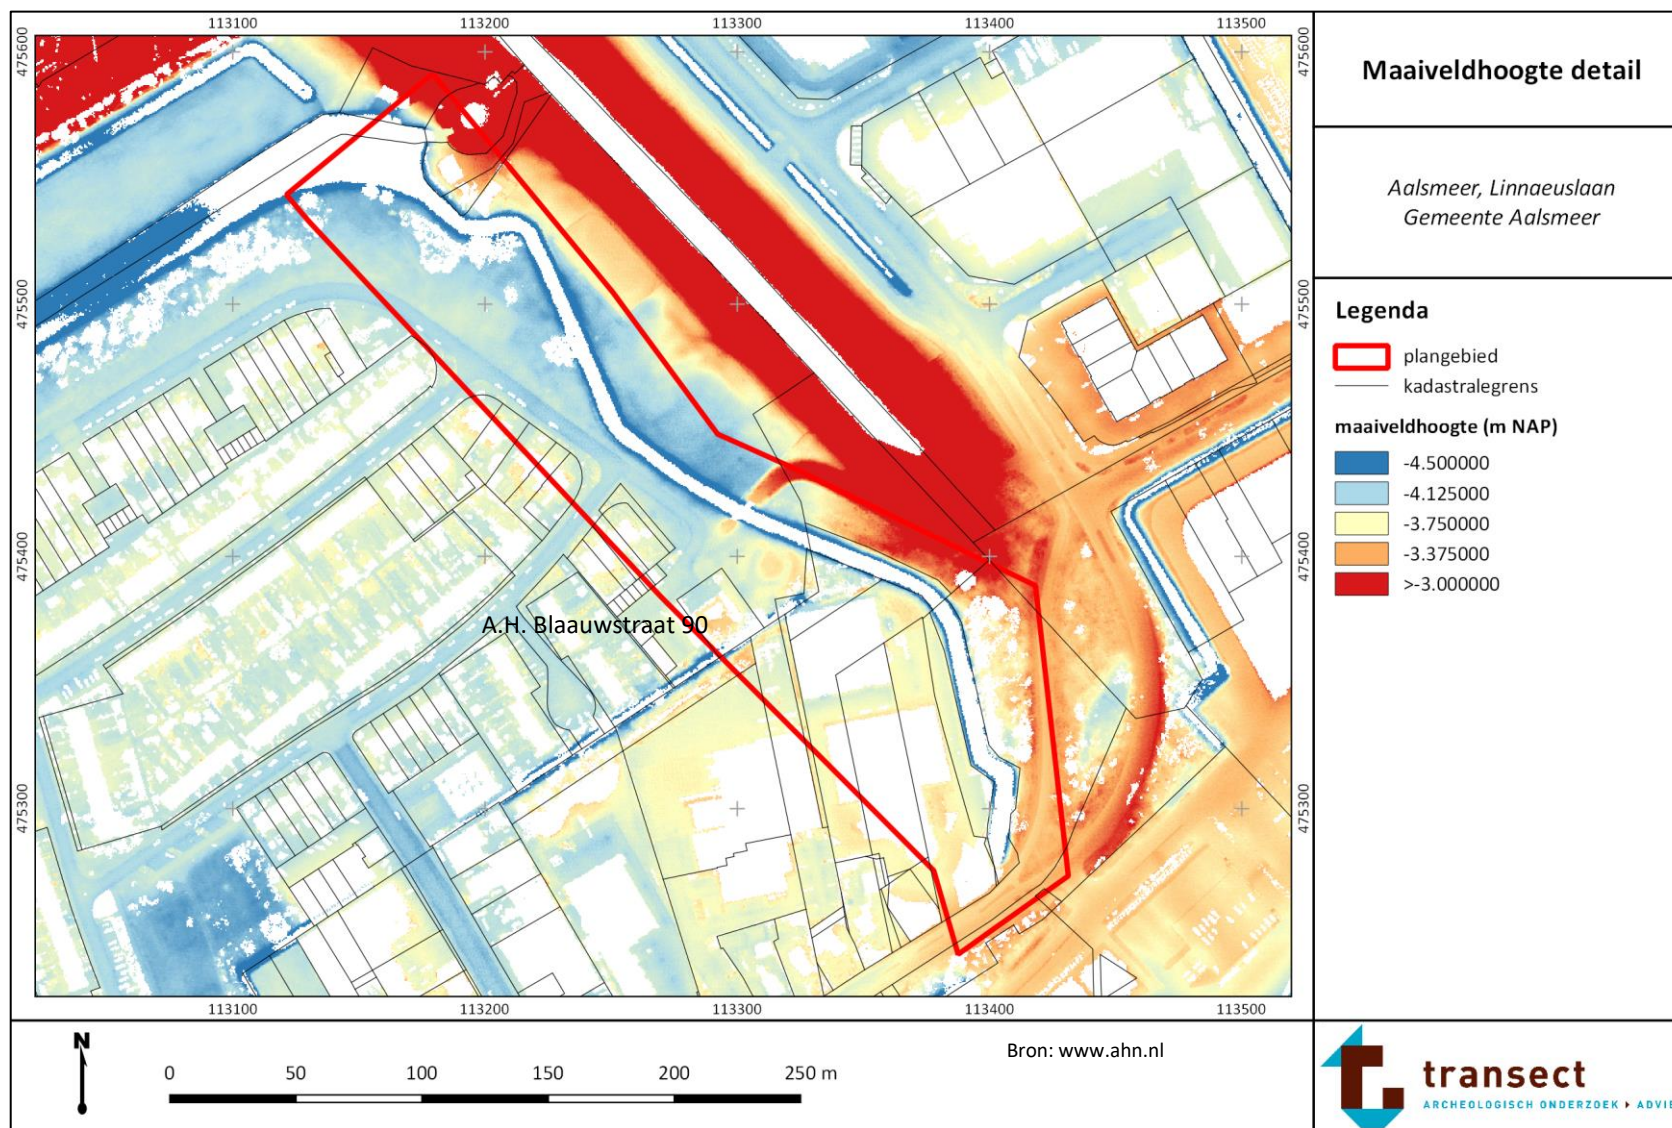 113100 113200 113300 113400 113500
475600 475600
475500 475500
475400 475400
475300 475300
A.H. Blaauwstraat 90
113100 113200 113300 113400 113500
Maaiveldhoogte detail
Aalsmeer, Linnaeuslaan
Gemeente Aalsmeer
Legenda
plangebied
kadastralegrens
maaiveldhoogte (m NAP)
-4.500000
-4.125000
-3.750000
-3.375000
>-3.000000
N
0 50 100 150 200 250 m
Bron: www.ahn.nl
transect
ARCHEOLOGISCH ONDERZOEK ▸ ADVIE